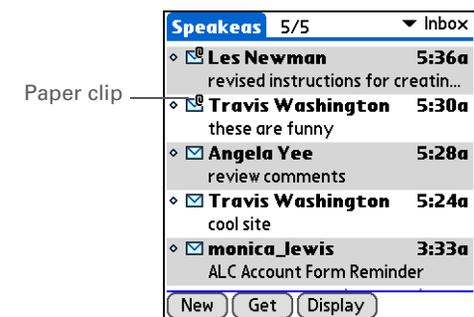 Speakeas 5/5 Inbox
Les Newman 5:36a
revised instructions for creatin...
Paper clip
Travis Washington 5:30a
these are funny
Angela Yee 5:28a
review comments
Travis Washington 5:24a
cool site
monica_lewis 3:33a
ALC Account Form Reminder
New Get Display